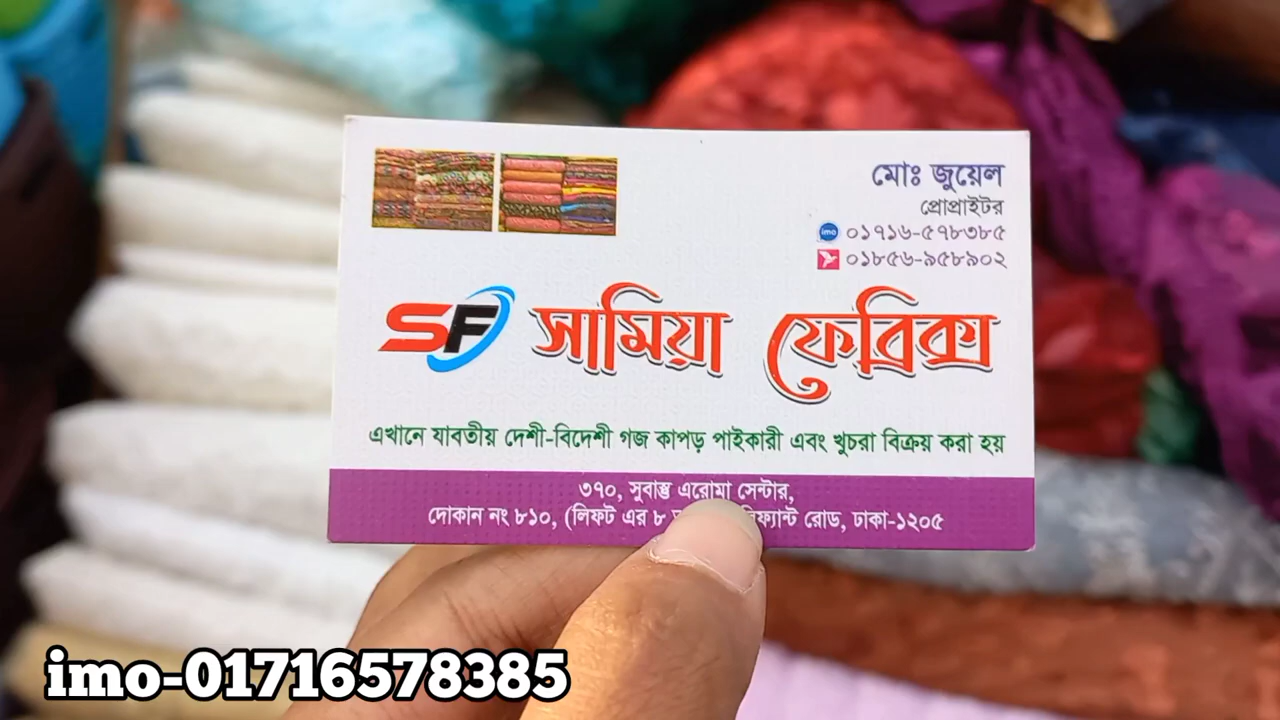 মোঃ জুয়েল
প্রোপ্রাইটর
imo ০১৭১৬-৫৭৮৩৮৫
০১৮৫৬-৯৫৮৯০২
SF সামিয়া ফেব্রিক্স
এখানে যাবতীয় দেশী-বিদেশী গজ কাপড় পাইকারী এবং খুচরা বিক্রয় করা হয়
৩৭০, সুবাস্তু এরোমা সেন্টার,
দোকান নং ৮১০, (লিফট এর ৮ রোড, ঢাকা-১২০৫
imo-01716578385